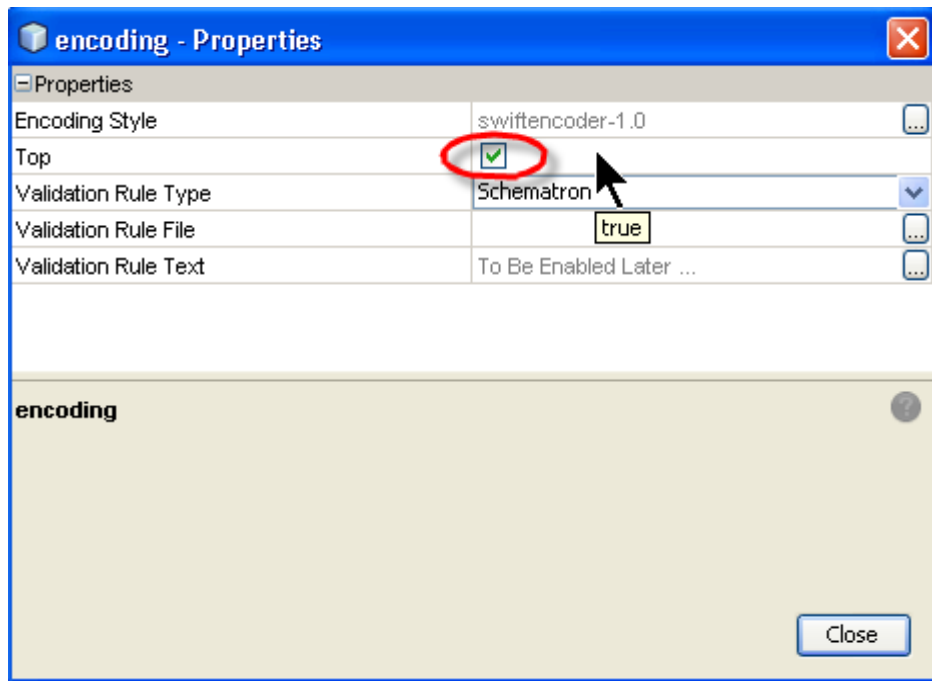 encoding - Properties
Properties
Encoding Style swiftencoder-1.0 ...
Top
Validation Rule Type Schematron
true
Validation Rule File ...
Validation Rule Text To Be Enabled Later ... ...
encoding
?
Close